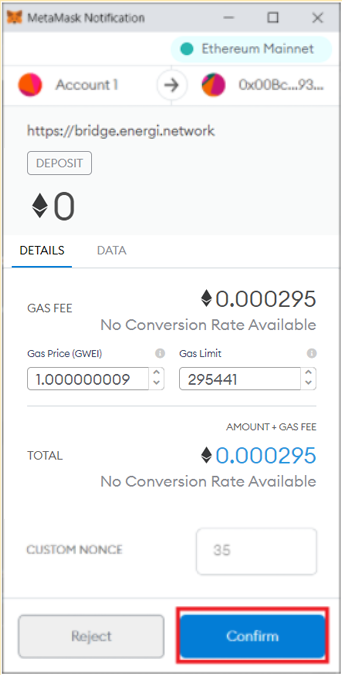 MetaMask Notification
Ethereum Mainnet
Account 1
0x00Bc...93...
https://bridge.energi.network
DEPOSIT
0
DETAILS DATA
GAS FEE
0.000295
No Conversion Rate Available
Gas Price (GWEI) Gas Limit
1.000000009 295441
AMOUNT + GAS FEE
TOTAL
0.000295
No Conversion Rate Available
CUSTOM NONCE
35
Reject Confirm